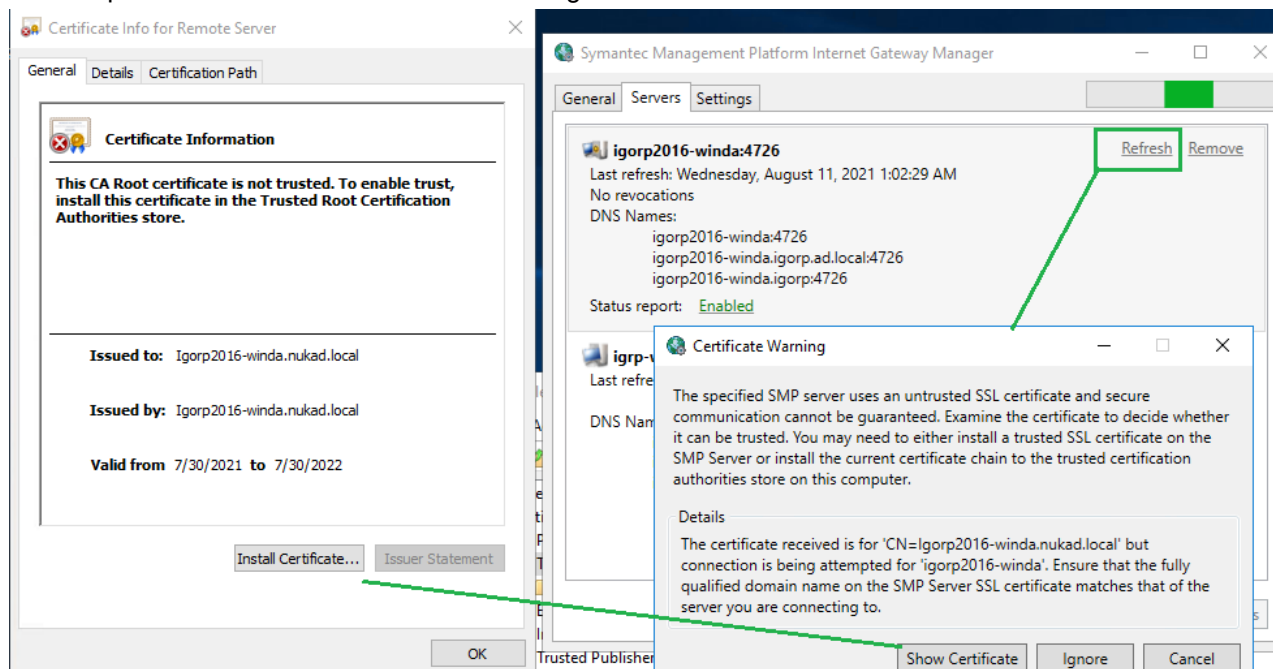 Certificate Info for Remote Server
General Details Certification Path
Certificate Information
This CA Root certificate is not trusted. To enable trust,
install this certificate in the Trusted Root Certification
Authorities store.
Issued to: Igorp2016-winda.nukad.local
Issued by: Igorp2016-winda.nukad.local
Valid from 7/30/2021 to 7/30/2022
Install Certificate... Issuer Statement
OK
Symantec Management Platform Internet Gateway Manager
General Servers Settings
igorp2016-winda:4726 Refresh Remove
Last refresh: Wednesday, August 11, 2021 1:02:29 AM
No revocations
DNS Names:
igorp2016-winda:4726
igorp2016-winda.igorp.ad.local:4726
igorp2016-winda.igorp:4726
Status report: Enabled
Last refre
DNS Nam
Certificate Warning
The specified SMP server uses an untrusted SSL certificate and secure
communication cannot be guaranteed. Examine the certificate to decide whether
it can be trusted. You may need to either install a trusted SSL certificate on the
SMP Server or install the current certificate chain to the trusted certification
authorities store on this computer.
Details
The certificate received is for 'CN=Igorp2016-winda.nukad.local' but
connection is being attempted for 'igorp2016-winda'. Ensure that the fully
qualified domain name on the SMP Server SSL certificate matches that of the
server you are connecting to.
Show Certificate Ignore Cancel
Trusted Publisher